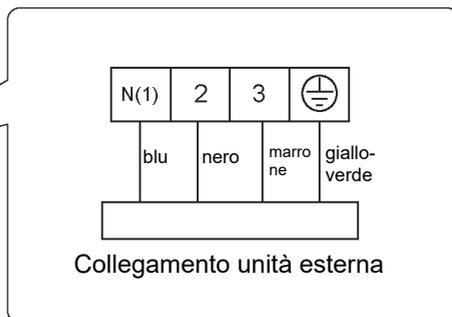 N(1) 2 3
blu nero marro giallo-
ne verde
Collegamento unità esterna